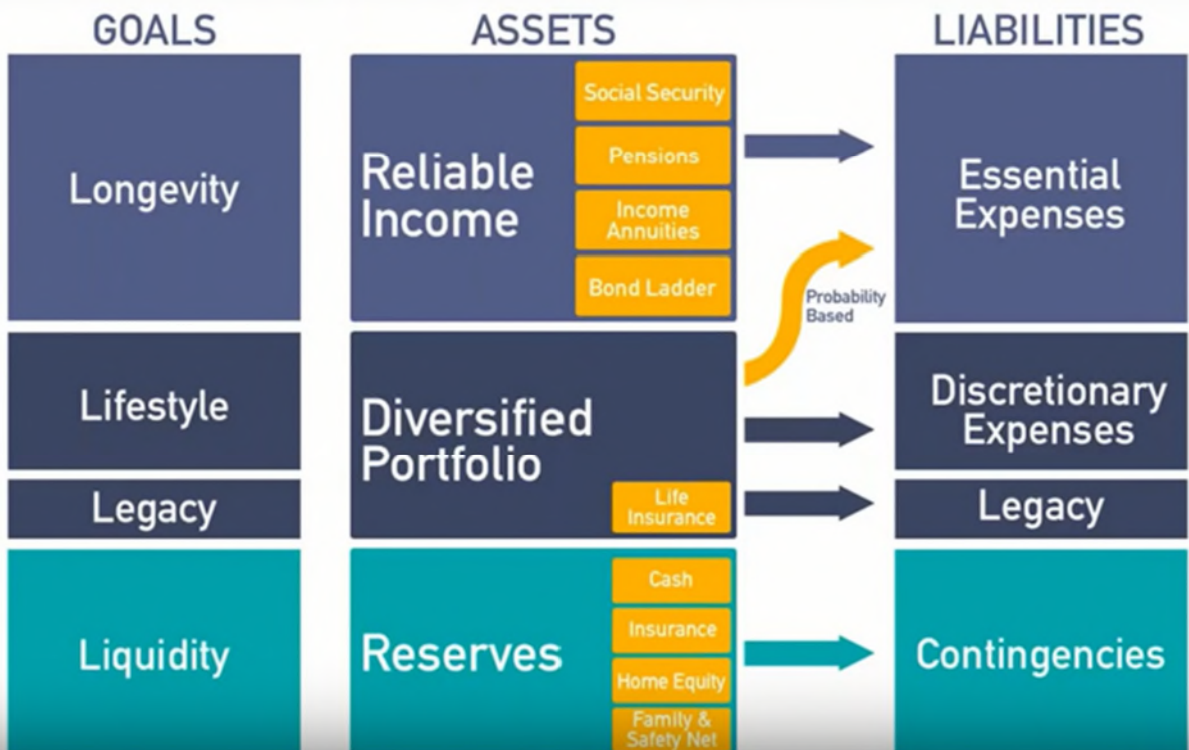 GOALS
ASSETS
LIABILITIES
Longevity
Reliable
Income
Social Security
Pensions
Income
Annuities
Bond Ladder
Essential
Expenses
Probability
Based
Lifestyle
Legacy
Diversified
Portfolio
Life
Insurance
Discretionary
Expenses
Legacy
Liquidity
Reserves
Cash
Insurance
Home Equity
Family &
Safety Net
Contingencies